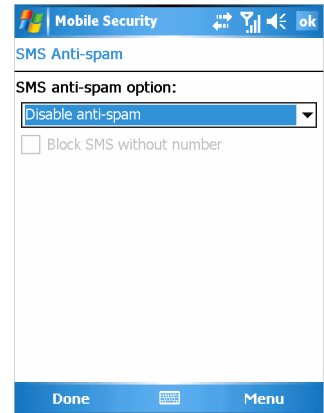 Mobile Security ok
SMS Anti-spam
SMS anti-spam option:
Disable anti-spam
Block SMS without number
Done Menu